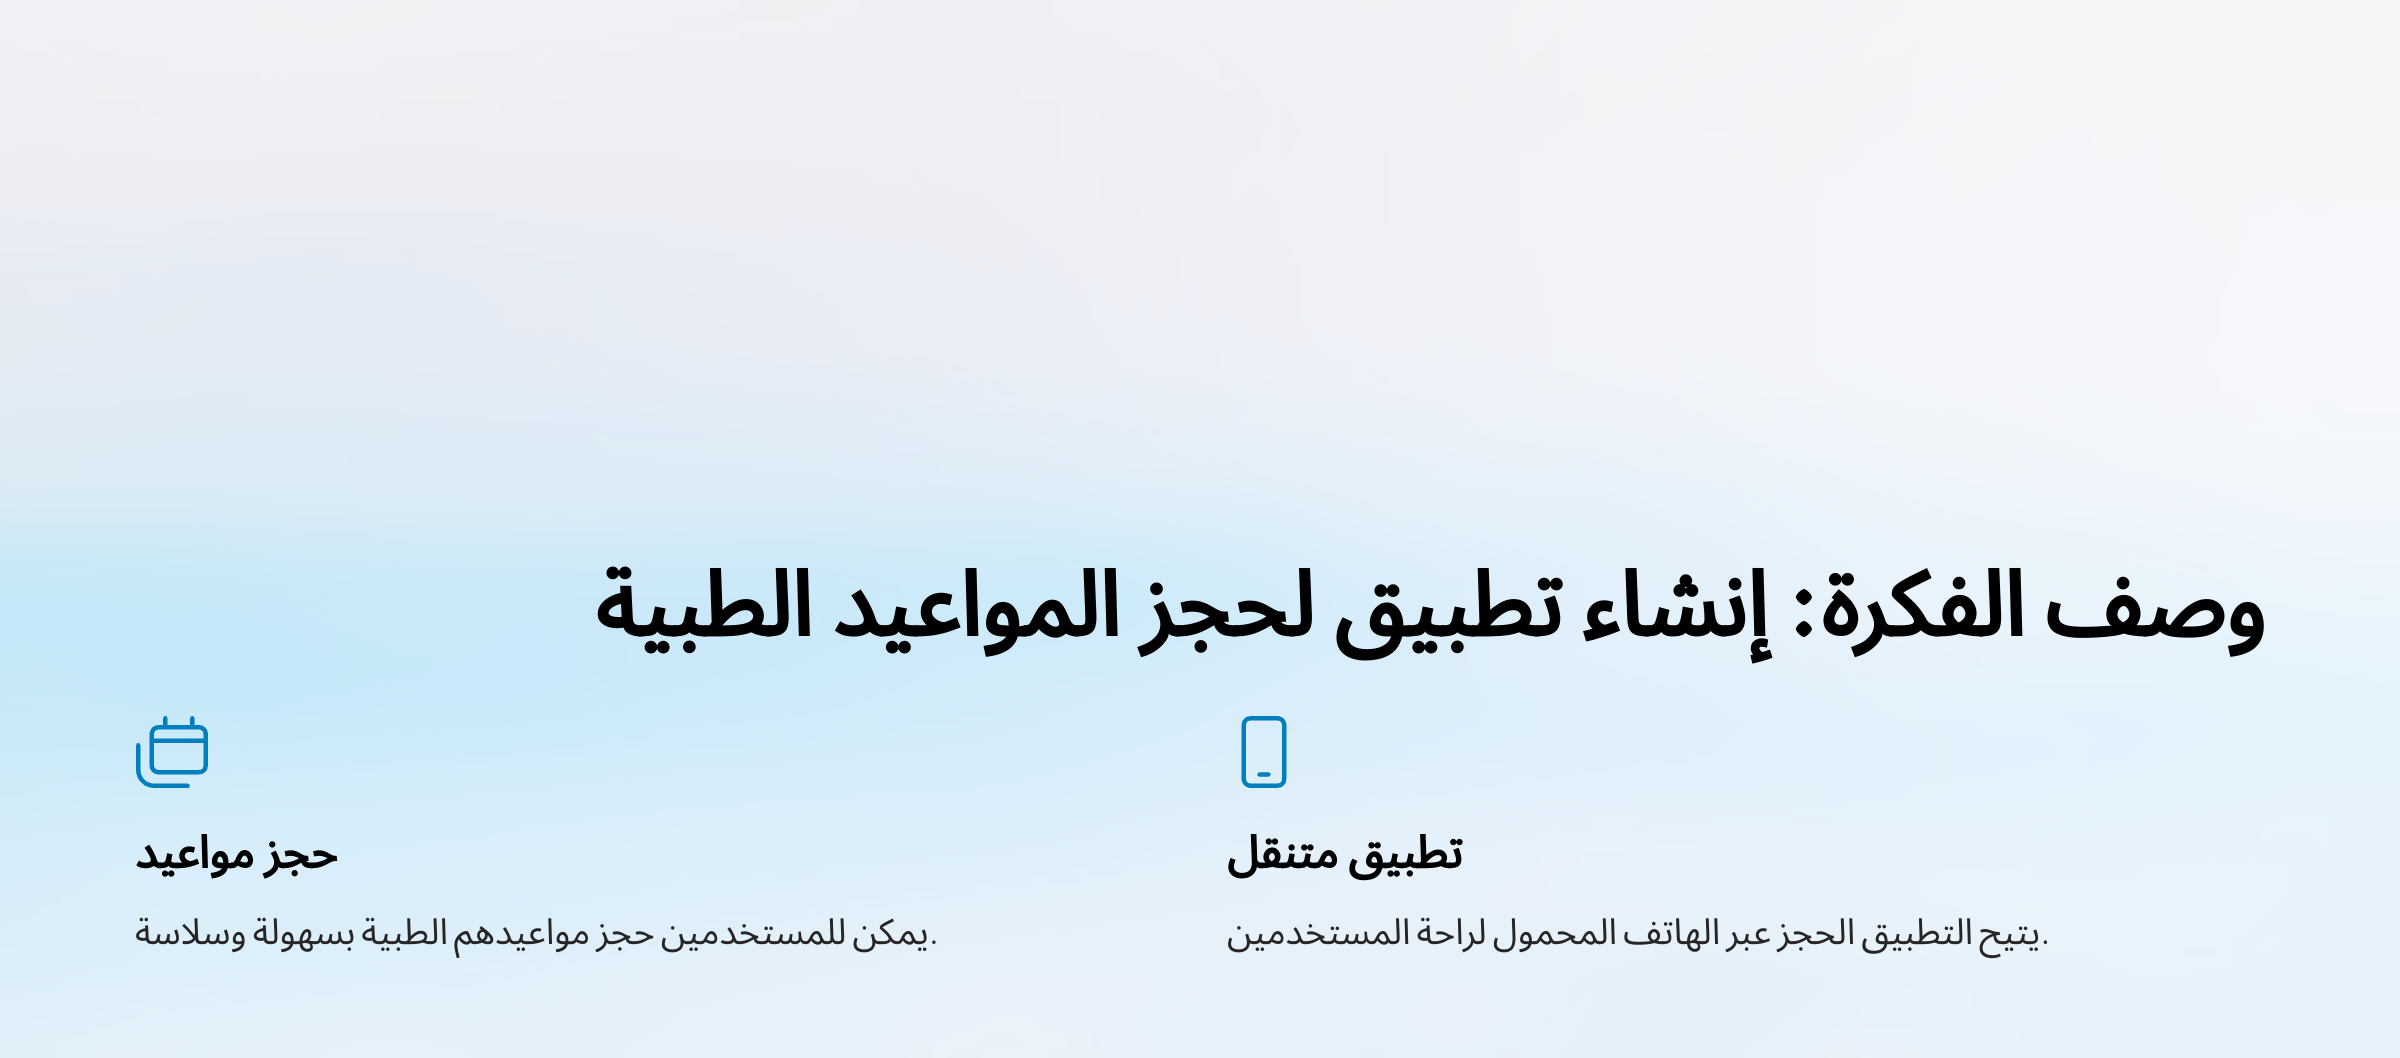 وصف الفكرة: إنشاء تطبيق لحجز المواعيد الطبية
تطبيق متنقل
يتيح التطبيق الحجز عبر الهاتف المحمول لراحة المستخدمين.
حجز مواعيد
يمكن للمستخدمين حجز مواعيدهم الطبية بسهولة وسلاسة.